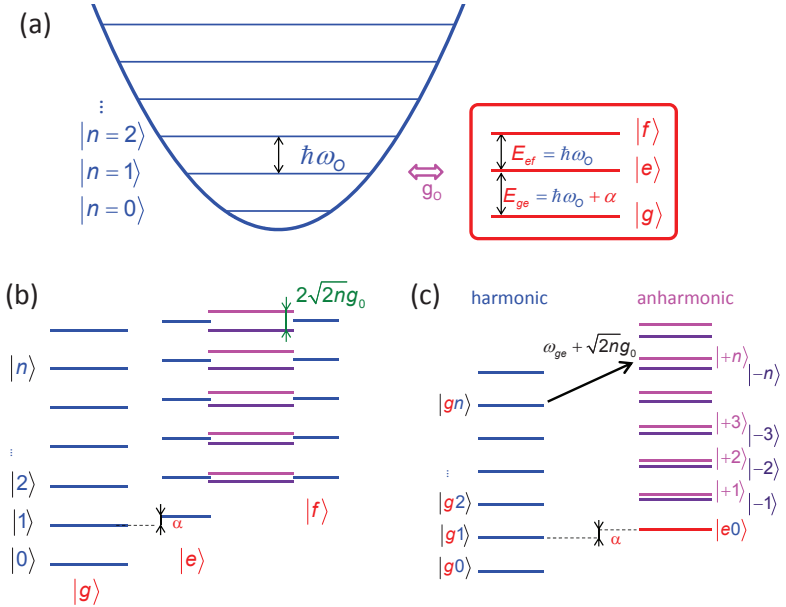 (a)
⋮
|n = 2⟩
|n = 1⟩
|n = 0⟩
ℏω_O
g_O
E_ef = ℏω_O
E_ge = ℏω_O + α
|f⟩
|e⟩
|g⟩
(b)
2√2n g_0
|n⟩
⋮
|2⟩
|1⟩
|0⟩
α
|g⟩
|e⟩
|f⟩
(c)
harmonic
anharmonic
ω_ge + √2n g_0
|gn⟩
⋮
|g2⟩
|g1⟩
|g0⟩
α
|+n⟩
|−n⟩
|+3⟩
|−3⟩
|+2⟩
|−2⟩
|+1⟩
|−1⟩
|e0⟩